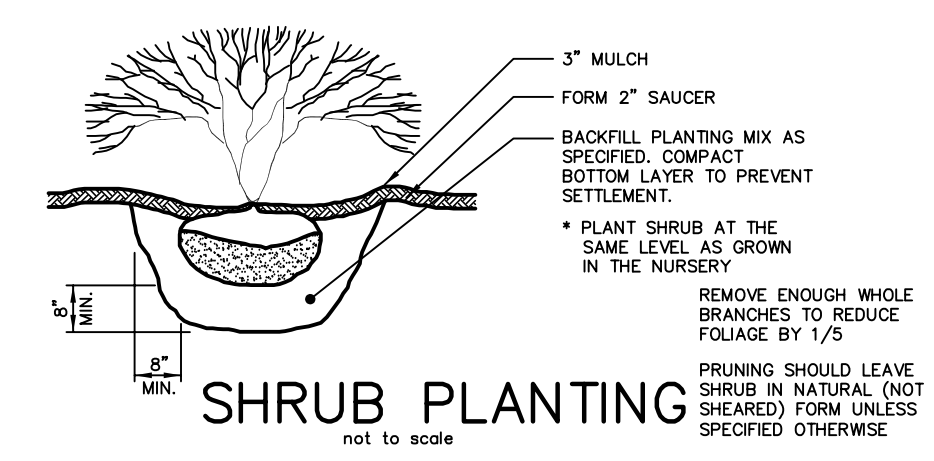 3" MULCH
FORM 2" SAUCER
BACKFILL PLANTING MIX AS
SPECIFIED. COMPACT
BOTTOM LAYER TO PREVENT
SETTLEMENT.
* PLANT SHRUB AT THE
SAME LEVEL AS GROWN
IN THE NURSERY
REMOVE ENOUGH WHOLE
BRANCHES TO REDUCE
FOLIAGE BY 1/5
PRUNING SHOULD LEAVE
SHRUB IN NATURAL (NOT
SHEARED) FORM UNLESS
SPECIFIED OTHERWISE
8"
MIN.
8"
MIN.
SHRUB PLANTING
not to scale